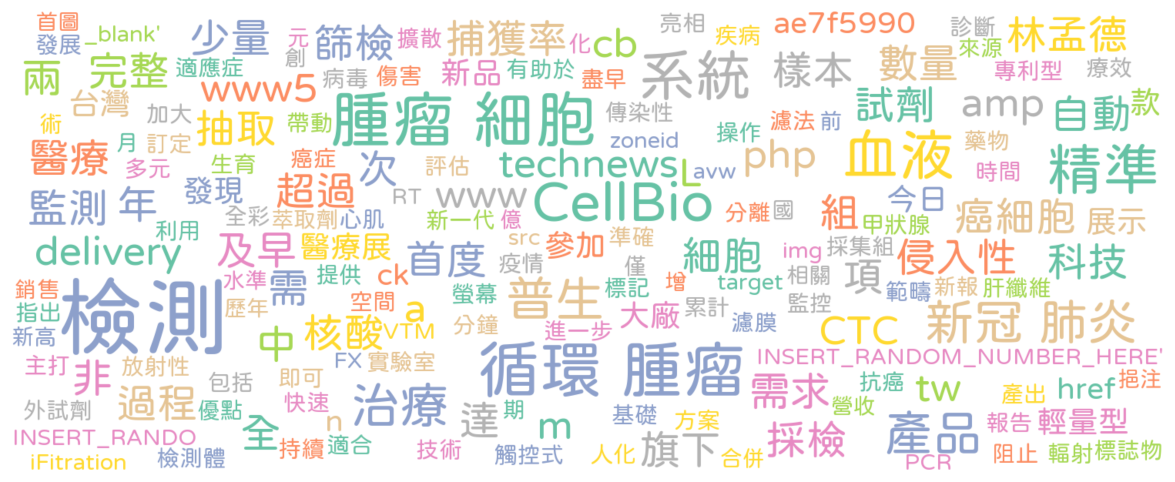 首圖 亮相 ae7f5990 診斷 林孟德
發展 _blank' 少量 元 篩檢 擴散 捕獲率 化 cb 疾病 來源
兩 完整 適應症 創 病毒 傷害 新品 有助於 盡早 系統 樣本 數量 專利型 療效
www5 腫瘤 細胞 傳染性 試劑 amp 自動 款
台灣 加大 抽取 帶動 濾法 前
術 月 訂定 zoneid 操作 藥物
醫療 多元 生育 癌症 評估 次 technews L avw php 血液 時間 精準
監測 年 發現 超過 RT www CellBio 分離 國 組 今日 癌細胞 展示
利用 全彩 萃取劑 心肌 新一代 億 甲狀腺
delivery 及早 醫療展 首度 src 參加 準確 細胞 img 採集組 侵入性 科技
水準 提供 ck 疫情 僅 target 相關 項
銷售 檢測 需 螢幕 普生 標記 增 範疇 新報 肝纖維
指出 歷年 空間 a 大廠 累計 監控
新高 中 核酸 VTM 分鐘 進一步 濾膜 CTC 新冠 肺炎
主打 非 放射性 FX 實驗室 循環 腫瘤 INSERT_RANDOM_NUMBER_HERE'
包括 即可 治療 需求 抗癌 tw 產出 href 挹注
外試劑 過程 優點 快速 n 達 期 m 基礎 方案 營收 報告 輕量型
INSERT_RANDO 全 持續 適合 技術 旗下 採檢 產品
iFitration 檢測體 觸控式 人化 合併 PCR 阻止 輻射 標誌物